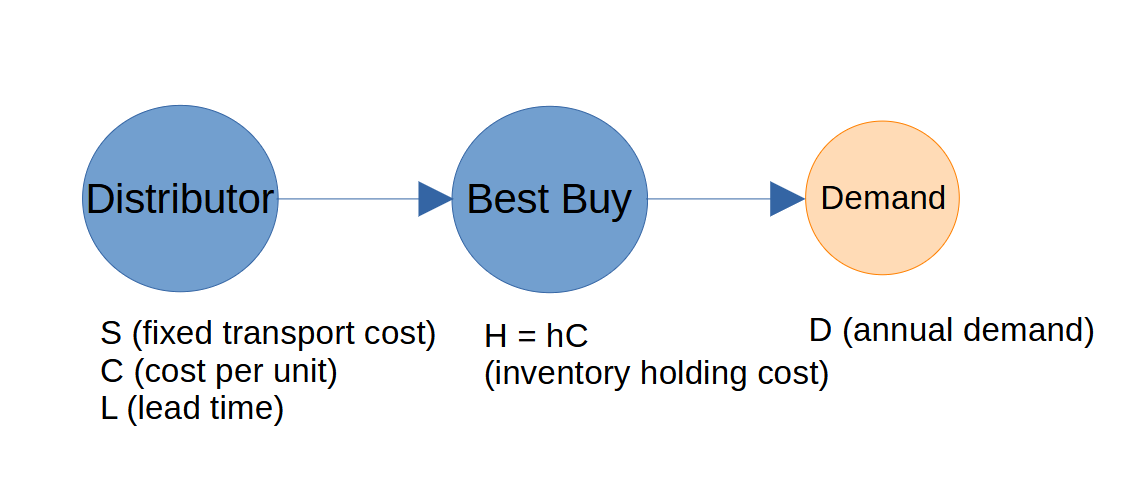 Distributor
Best Buy
Demand
S (fixed transport cost)
C (cost per unit)
L (lead time)
H = hC
(inventory holding cost)
D (annual demand)